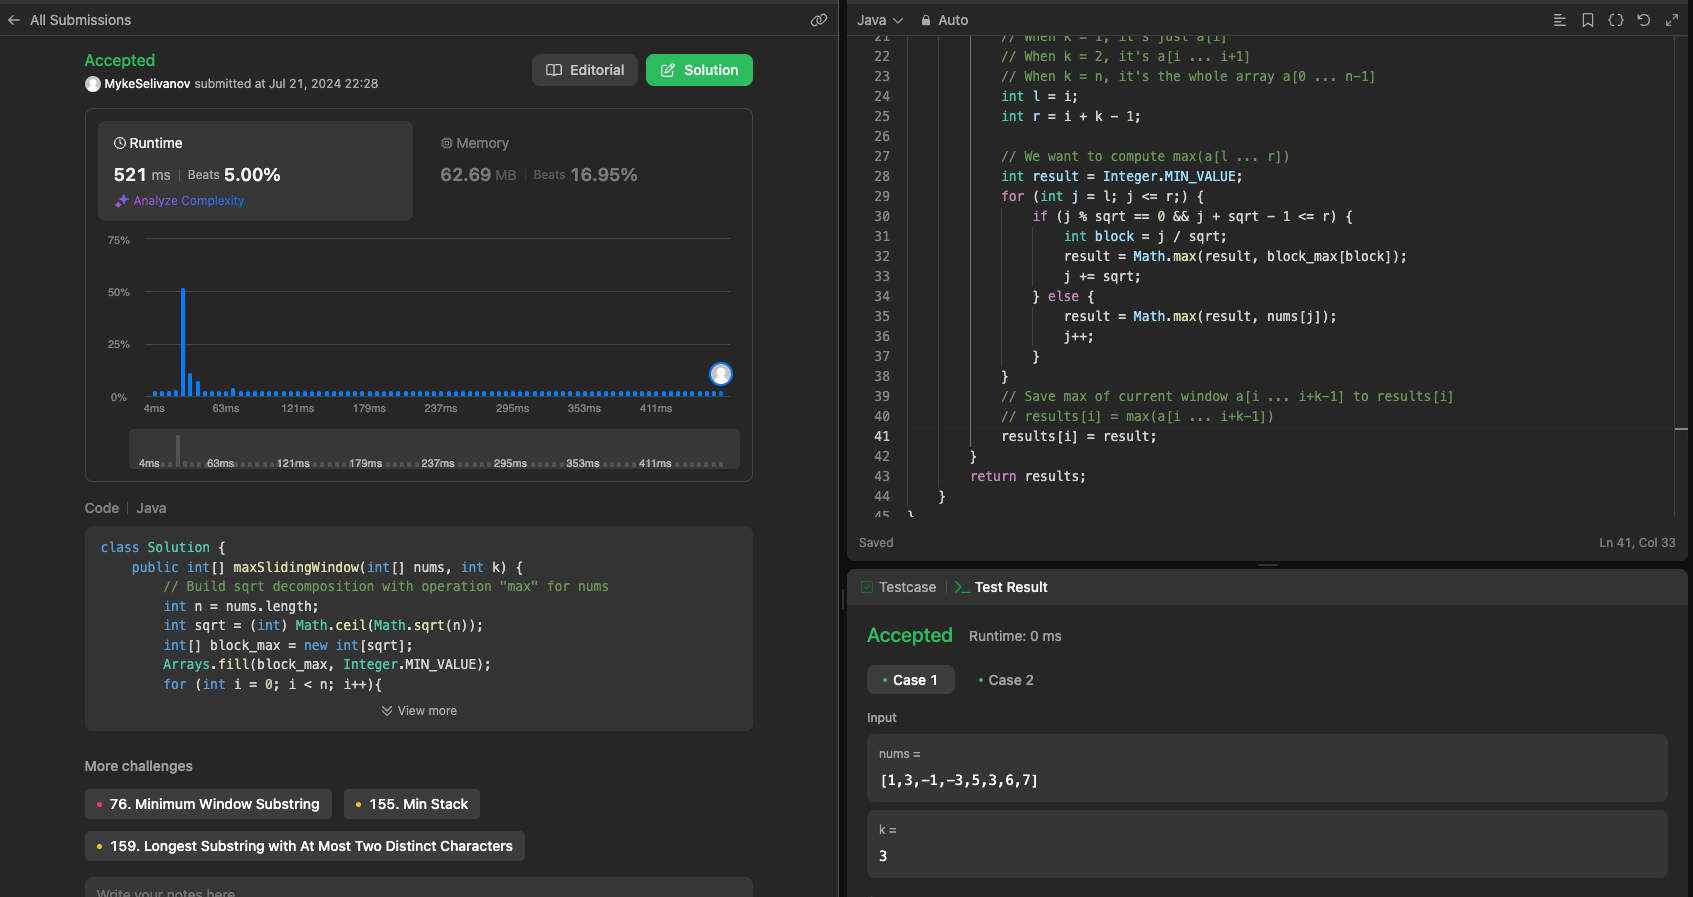 All Submissions
Accepted
MykeSelivanov submitted at Jul 21, 2024 22:28
Editorial
Solution
Runtime
521 ms | Beats 5.00%
Analyze Complexity
Memory
62.69 MB | Beats 16.95%
75%
50%
25%
0%
4ms 63ms 121ms 179ms 237ms 295ms 353ms 411ms
4ms 63ms 121ms 179ms 237ms 295ms 353ms 411ms
Code | Java
class Solution {
public int[] maxSlidingWindow(int[] nums, int k) {
// Build sqrt decomposition with operation "max" for nums
int n = nums.length;
int sqrt = (int) Math.ceil(Math.sqrt(n));
int[] block_max = new int[sqrt];
Arrays.fill(block_max, Integer.MIN_VALUE);
for (int i = 0; i < n; i++){
View more
More challenges
76. Minimum Window Substring
155. Min Stack
159. Longest Substring with At Most Two Distinct Characters
Write your notes here
Java Auto
21 // When k = 1, it's just a[i]
22 // When k = 2, it's a[i ... i+1]
23 // When k = n, it's the whole array a[0 ... n-1]
24 int l = i;
25 int r = i + k - 1;
26
27 // We want to compute max(a[l ... r])
28 int result = Integer.MIN_VALUE;
29 for (int j = l; j <= r;) {
30 if (j % sqrt == 0 && j + sqrt - 1 <= r) {
31 int block = j / sqrt;
32 result = Math.max(result, block_max[block]);
33 j += sqrt;
34 } else {
35 result = Math.max(result, nums[j]);
36 j++;
37 }
38 }
39 // Save max of current window a[i ... i+k-1] to results[i]
40 // results[i] = max(a[i ... i+k-1])
41 results[i] = result;
42 }
43 return results;
44 }
45 }
Saved
Ln 41, Col 33
Testcase | Test Result
Accepted Runtime: 0 ms
Case 1
Case 2
Input
nums =
[1,3,-1,-3,5,3,6,7]
k =
3